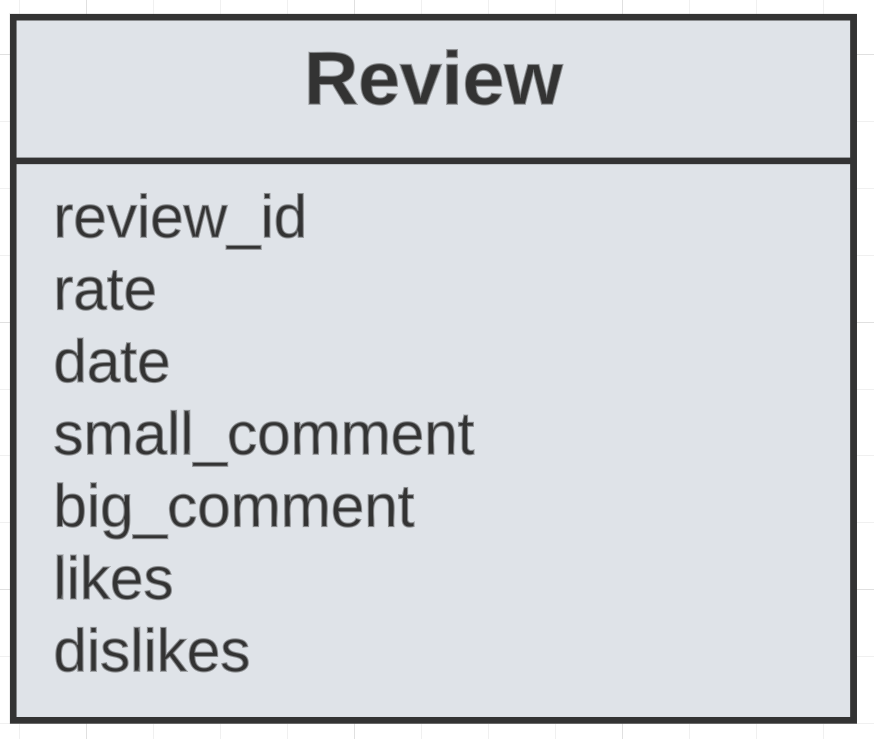 Review
review_id
rate
date
small_comment
big_comment
likes
dislikes